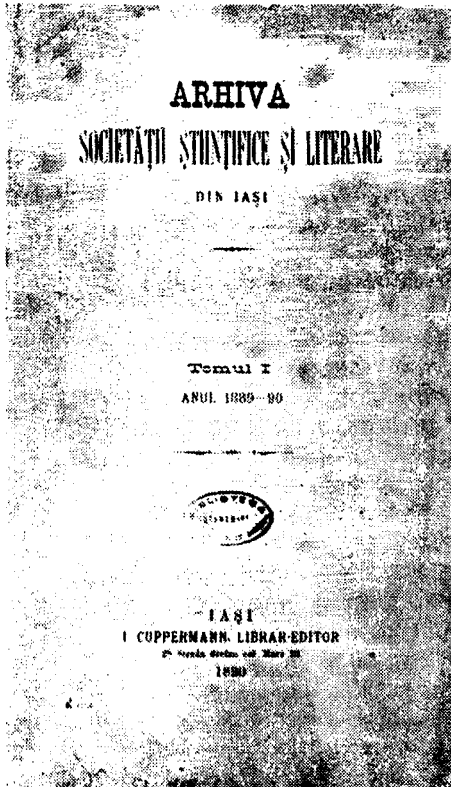 ARHIVA
SOCIETĂȚII ȘTIINȚIFICE ȘI LITERARE
DIN IAȘI
Tomul I
ANUL 1889—90
IAȘI
I CUPPERMANN, LIBRAR-EDITOR
1890